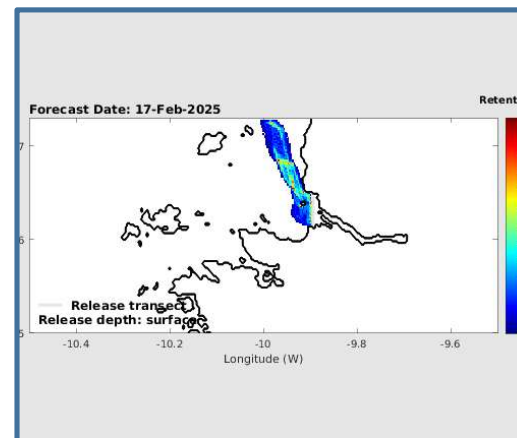 Retent
Forecast Date: 17-Feb-2025
7
6
5
Release transect
Release depth: surface
-10.4 -10.2 -10 -9.8 -9.6
Longitude (W)